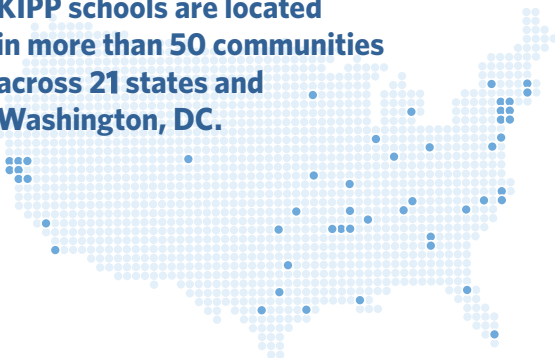 KIPP schools are located
in more than 50 communities
across 21 states and
Washington, DC.